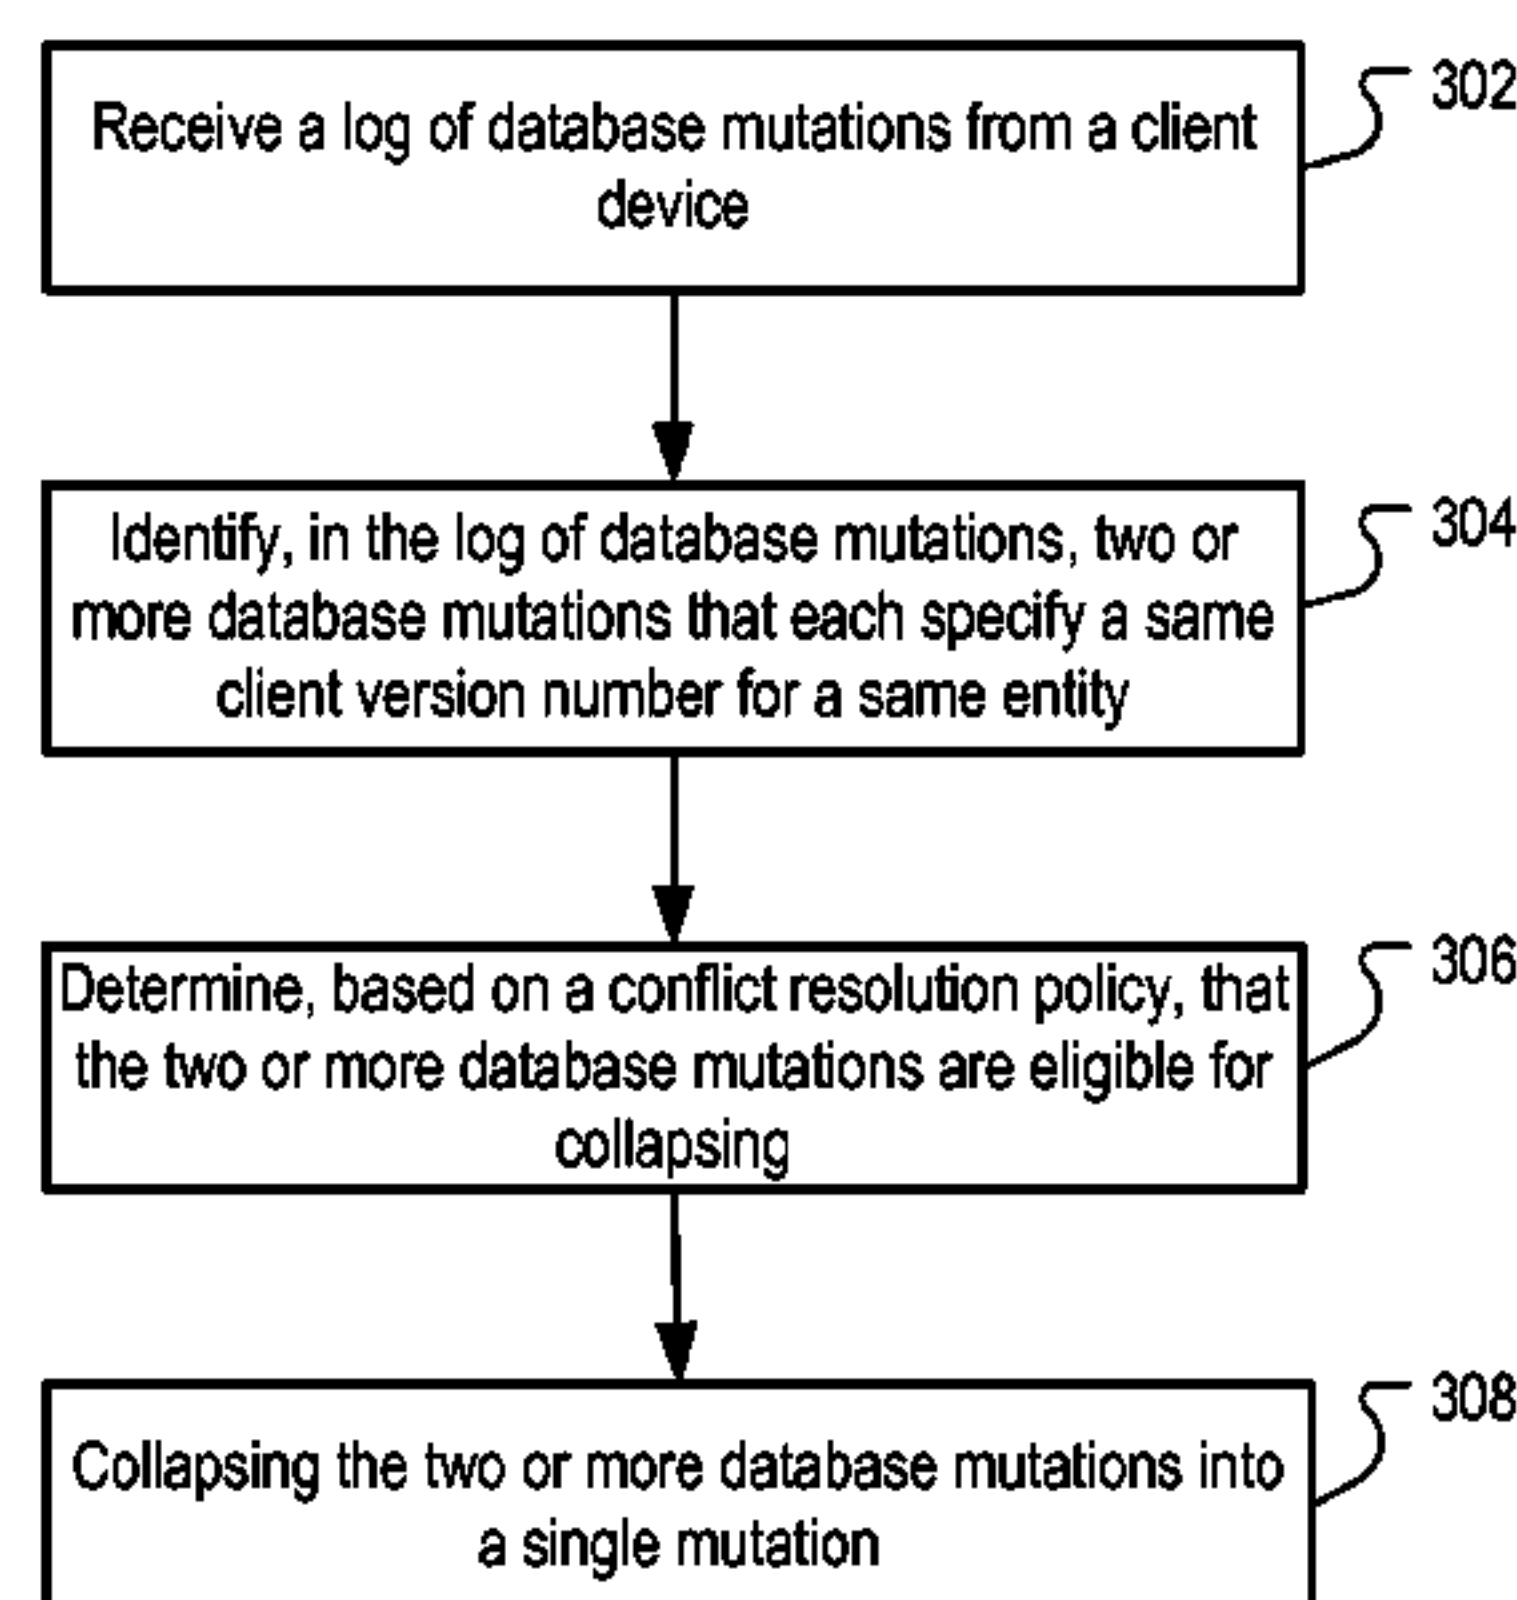 Receive a log of database mutations from a client
device
302
Identify, in the log of database mutations, two or
more database mutations that each specify a same
client version number for a same entity
304
Determine, based on a conflict resolution policy, that
the two or more database mutations are eligible for
collapsing
306
Collapsing the two or more database mutations into
a single mutation
308